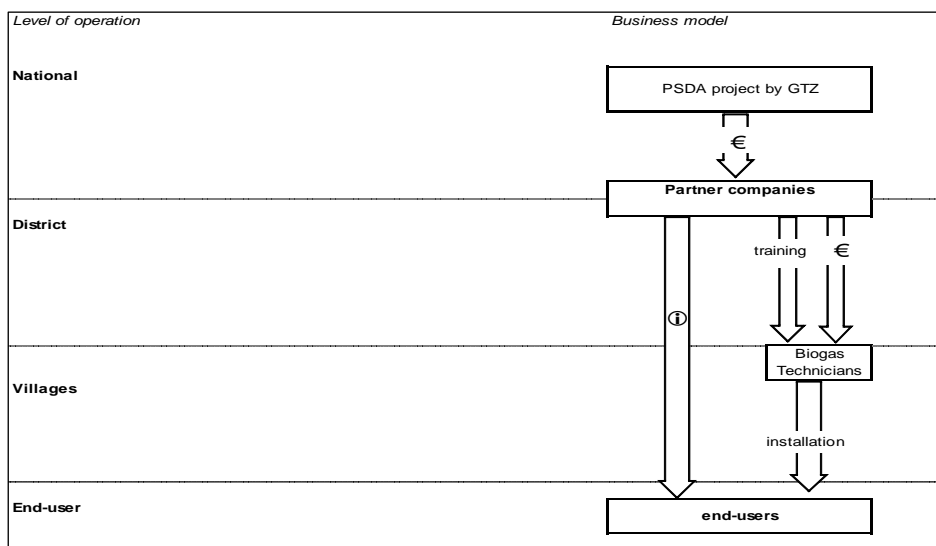 Level of operation
Business model
National
PSDA project by GTZ
€
Partner companies
District
training
€
i
Biogas
Technicians
Villages
installation
End-user
end-users